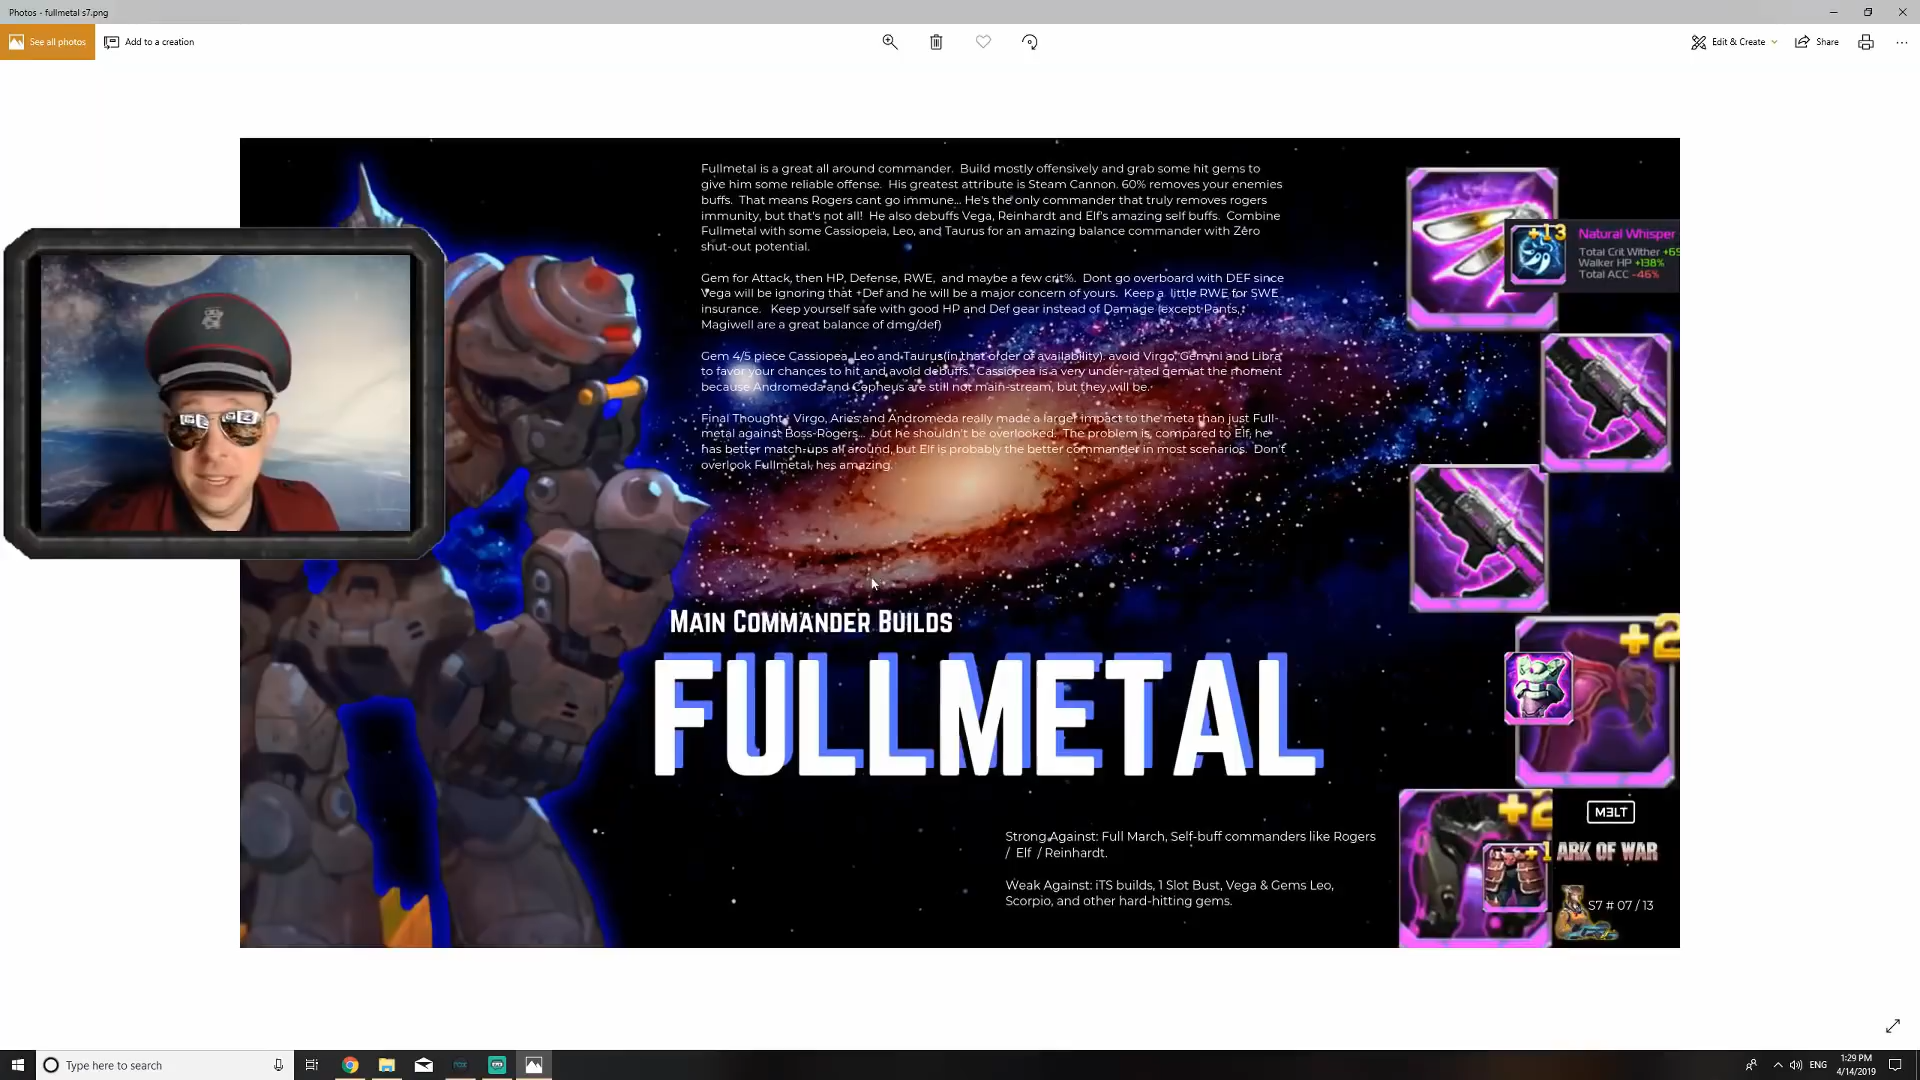 Photos - fullmetal s7.png
See all photos
Add to a creation
Edit & Create
Share
Fullmetal is a great all around commander. Build mostly offensively and grab some hit gems to
give him some reliable offense. His greatest attribute is Steam Cannon. 60% removes your enemies
buffs. That means Rogers cant go immune... He's the only commander that truly removes rogers
immunity, but that's not all! He also debuffs Vega, Reinhardt and Elf's amazing self buffs. Combine
Fullmetal with some Cassiopeia, Leo, and Taurus for an amazing balance commander with Zero
shut-out potential.
Gem for Attack, then HP, Defense, RWE, and maybe a few crit%. Dont go overboard with DEF since
Vega will be ignoring that +Def and he will be a major concern of yours. Keep a little RWE for SWE
insurance. Keep yourself safe with good HP and Def gear instead of Damage (except Pants,
Magiwell are a great balance of dmg/def)
Gem 4/5 piece Cassiopea, Leo and Taurus(in that order of availability). avoid Virgo, Gemini and Libra
to favor your chances to hit and avoid debuffs. Cassiopea is a very under-rated gem at the moment
because Andromeda and Cepheus are still not main-stream, but they will be.
Final Thought: Virgo, Aries and Andromeda really made a larger impact to the meta than just Full-
metal against Boss-Rogers... but he shouldn't be overlooked. The problem is, compared to Elf, he
has better match-ups all around, but Elf is probably the better commander in most scenarios. Don't
overlook Fullmetal, hes amazing.
+13
Natural Whisper
Total Crit Wither +6
Walker HP +138%
Total ACC -46%
MAIN COMMANDER BUILDS
FULLMETAL
+2
+2
+1
Strong Against: Full March, Self-buff commanders like Rogers
/ Elf / Reinhardt.
Weak Against: iTS builds, 1 Slot Bust, Vega & Gems Leo,
Scorpio, and other hard-hitting gems.
MELT
ARK OF WAR
S7 # 07 / 13
Type here to search
nox
ENG
1:29 PM
4/14/2019